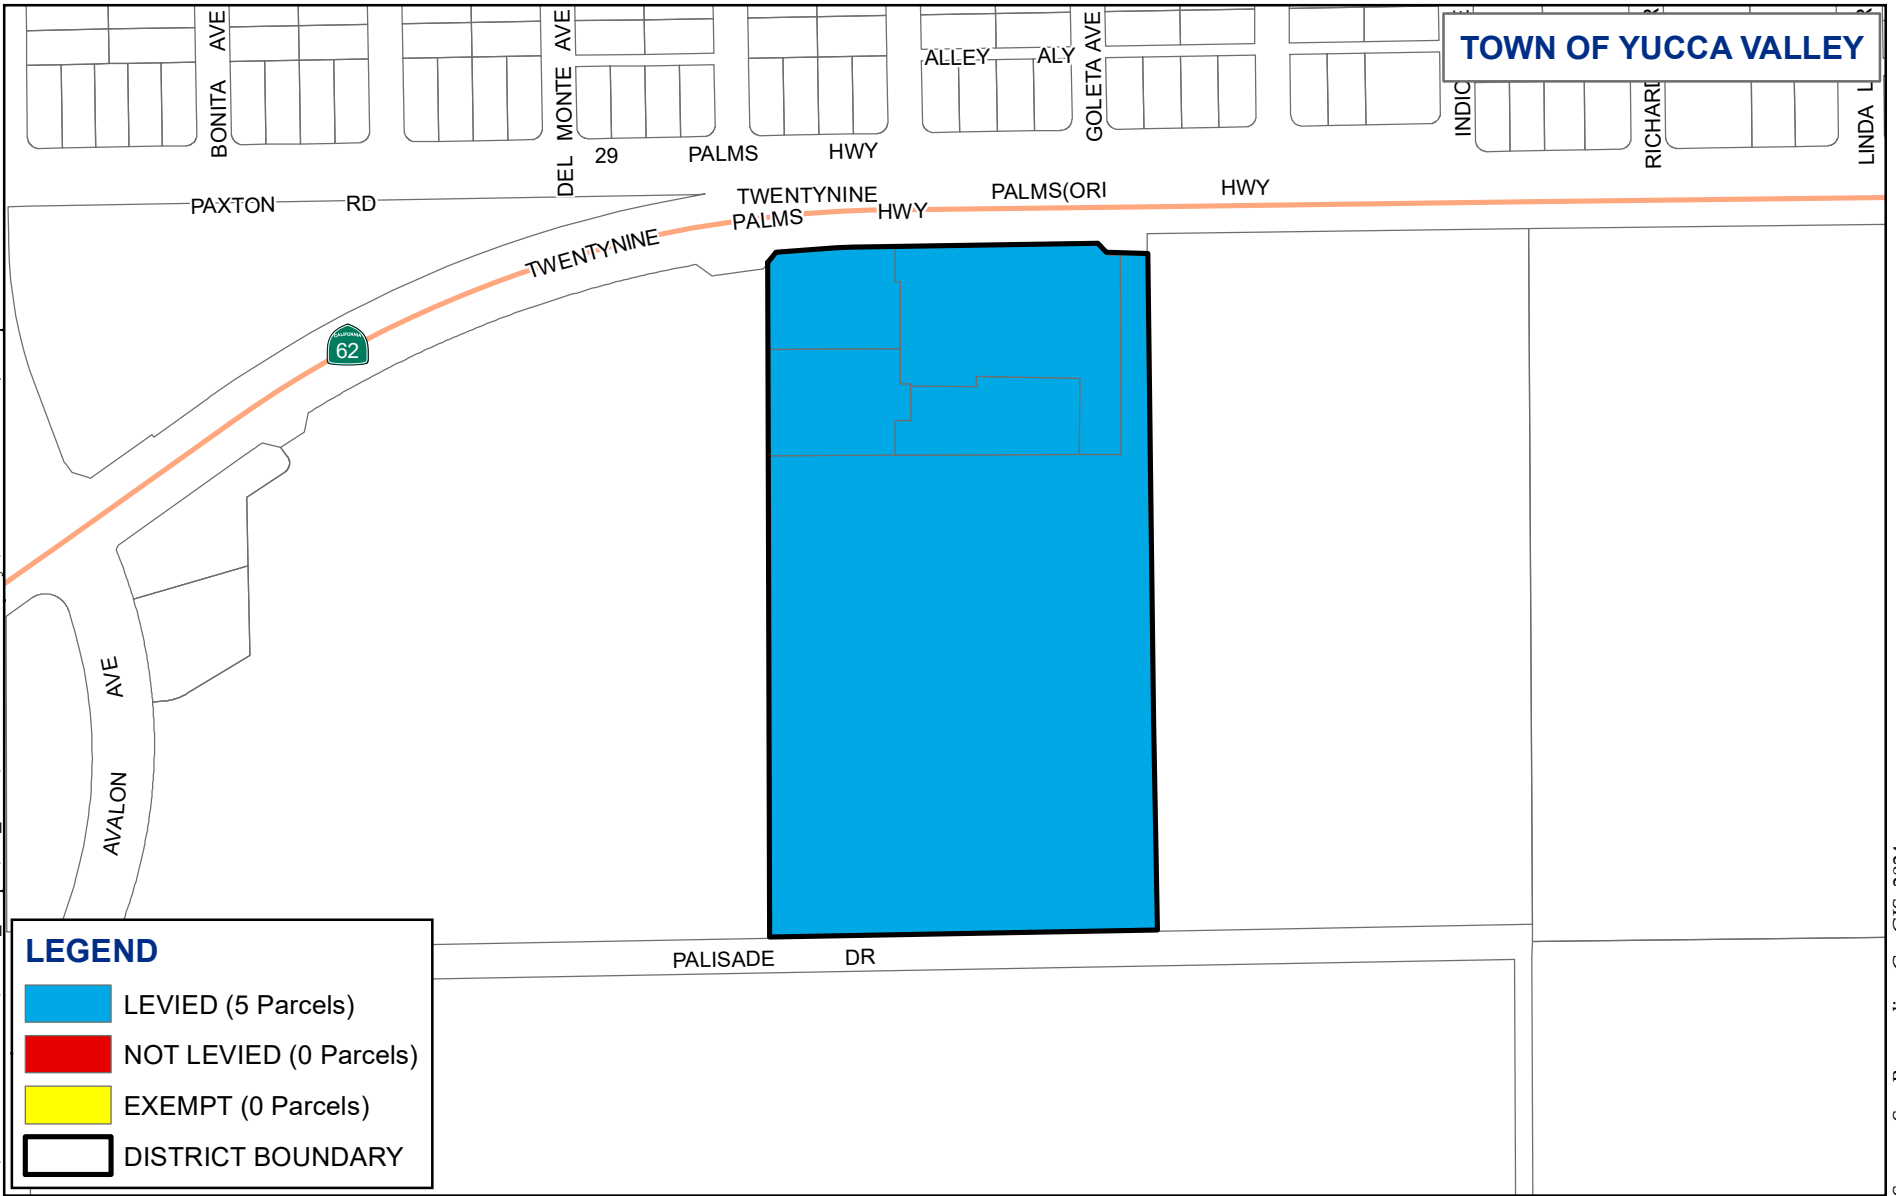 TOWN OF YUCCA VALLEY
BONITA AVE
DEL MONTE AVE
ALLEY ALY
GOLETA AVE
LINDA
29 PALMS HWY
PAXTON RD
TWENTYNINE PALMS(ORI HWY
TWENTYNINE PALMS HWY
CALIFORNIA
62
AVALON AVE
PALISADE DR
LEGEND
LEVIED (5 Parcels)
NOT LEVIED (0 Parcels)
EXEMPT (0 Parcels)
DISTRICT BOUNDARY